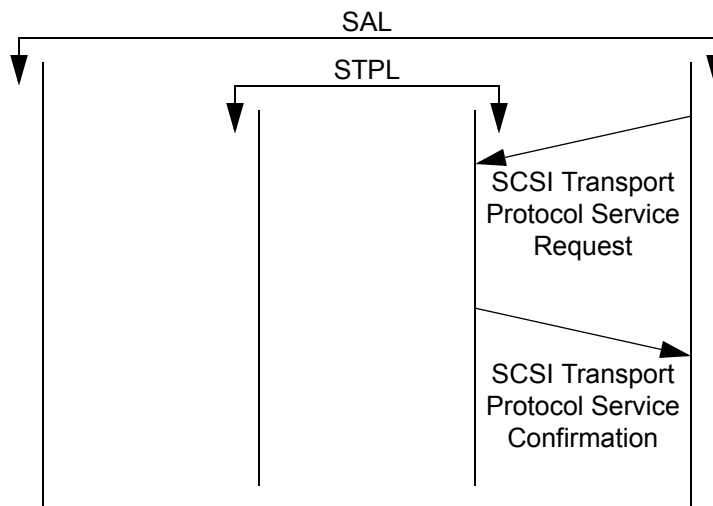 SAL
STPL
SCSI Transport
Protocol Service
Request
SCSI Transport
Protocol Service
Confirmation